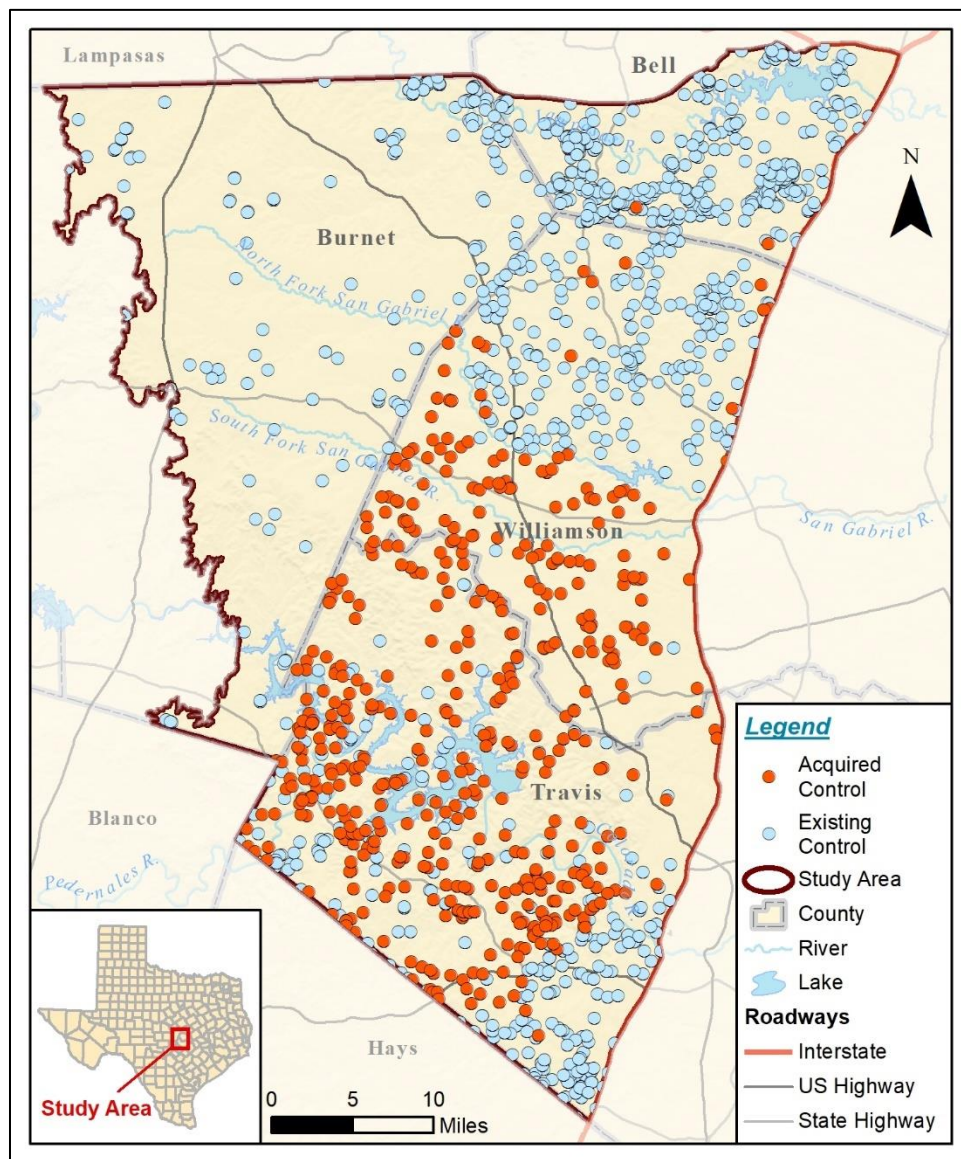 Lampasas
Bell
N
Burnet
North Fork San Gabriel R.
South Fork San Gabriel R.
Williamson
San Gabriel R.
Travis
Blanco
Pedernales R.
Hays
Study Area
0 5 10
Miles
Legend
Acquired
Control
Existing
Control
Study Area
County
River
Lake
Roadways
Interstate
US Highway
State Highway